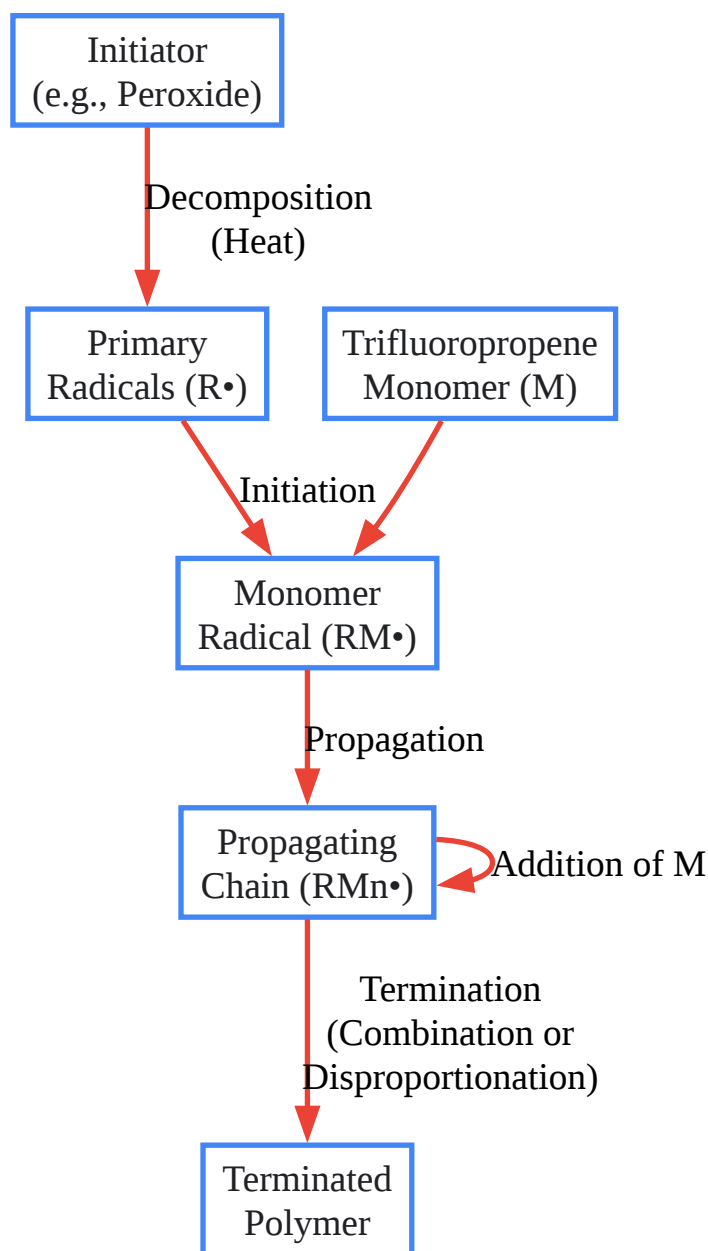 Initiator
(e.g., Peroxide)
Decomposition
(Heat)
Primary
Radicals (R•)
Trifluoropropene
Monomer (M)
Initiation
Monomer
Radical (RM•)
Propagation
Propagating
Chain (RMn•)
Addition of M
Termination
(Combination or
Disproportionation)
Terminated
Polymer